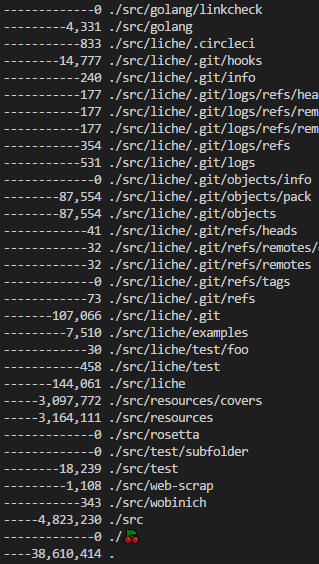 -------------0 ./src/golang/linkcheck
---------4,331 ./src/golang
-----------833 ./src/liche/.circleci
--------14,777 ./src/liche/.git/hooks
-----------240 ./src/liche/.git/info
-----------177 ./src/liche/.git/logs/refs/hea
-----------177 ./src/liche/.git/logs/refs/rem
-----------177 ./src/liche/.git/logs/refs/rem
-----------354 ./src/liche/.git/logs/refs
-----------531 ./src/liche/.git/logs
-------------0 ./src/liche/.git/objects/info
--------87,554 ./src/liche/.git/objects/pack
--------87,554 ./src/liche/.git/objects
------------41 ./src/liche/.git/refs/heads
------------32 ./src/liche/.git/refs/remotes/
------------32 ./src/liche/.git/refs/remotes
-------------0 ./src/liche/.git/refs/tags
------------73 ./src/liche/.git/refs
-------107,066 ./src/liche/.git
---------7,510 ./src/liche/examples
------------30 ./src/liche/test/foo
-----------458 ./src/liche/test
-------144,061 ./src/liche
-----3,097,772 ./src/resources/covers
-----3,164,111 ./src/resources
-------------0 ./src/rosetta
-------------0 ./src/test/subfolder
--------18,239 ./src/test
---------1,108 ./src/web-scrap
-----------343 ./src/wobinich
-----4,823,230 ./src
-------------0 ./🍒
----38,610,414 .